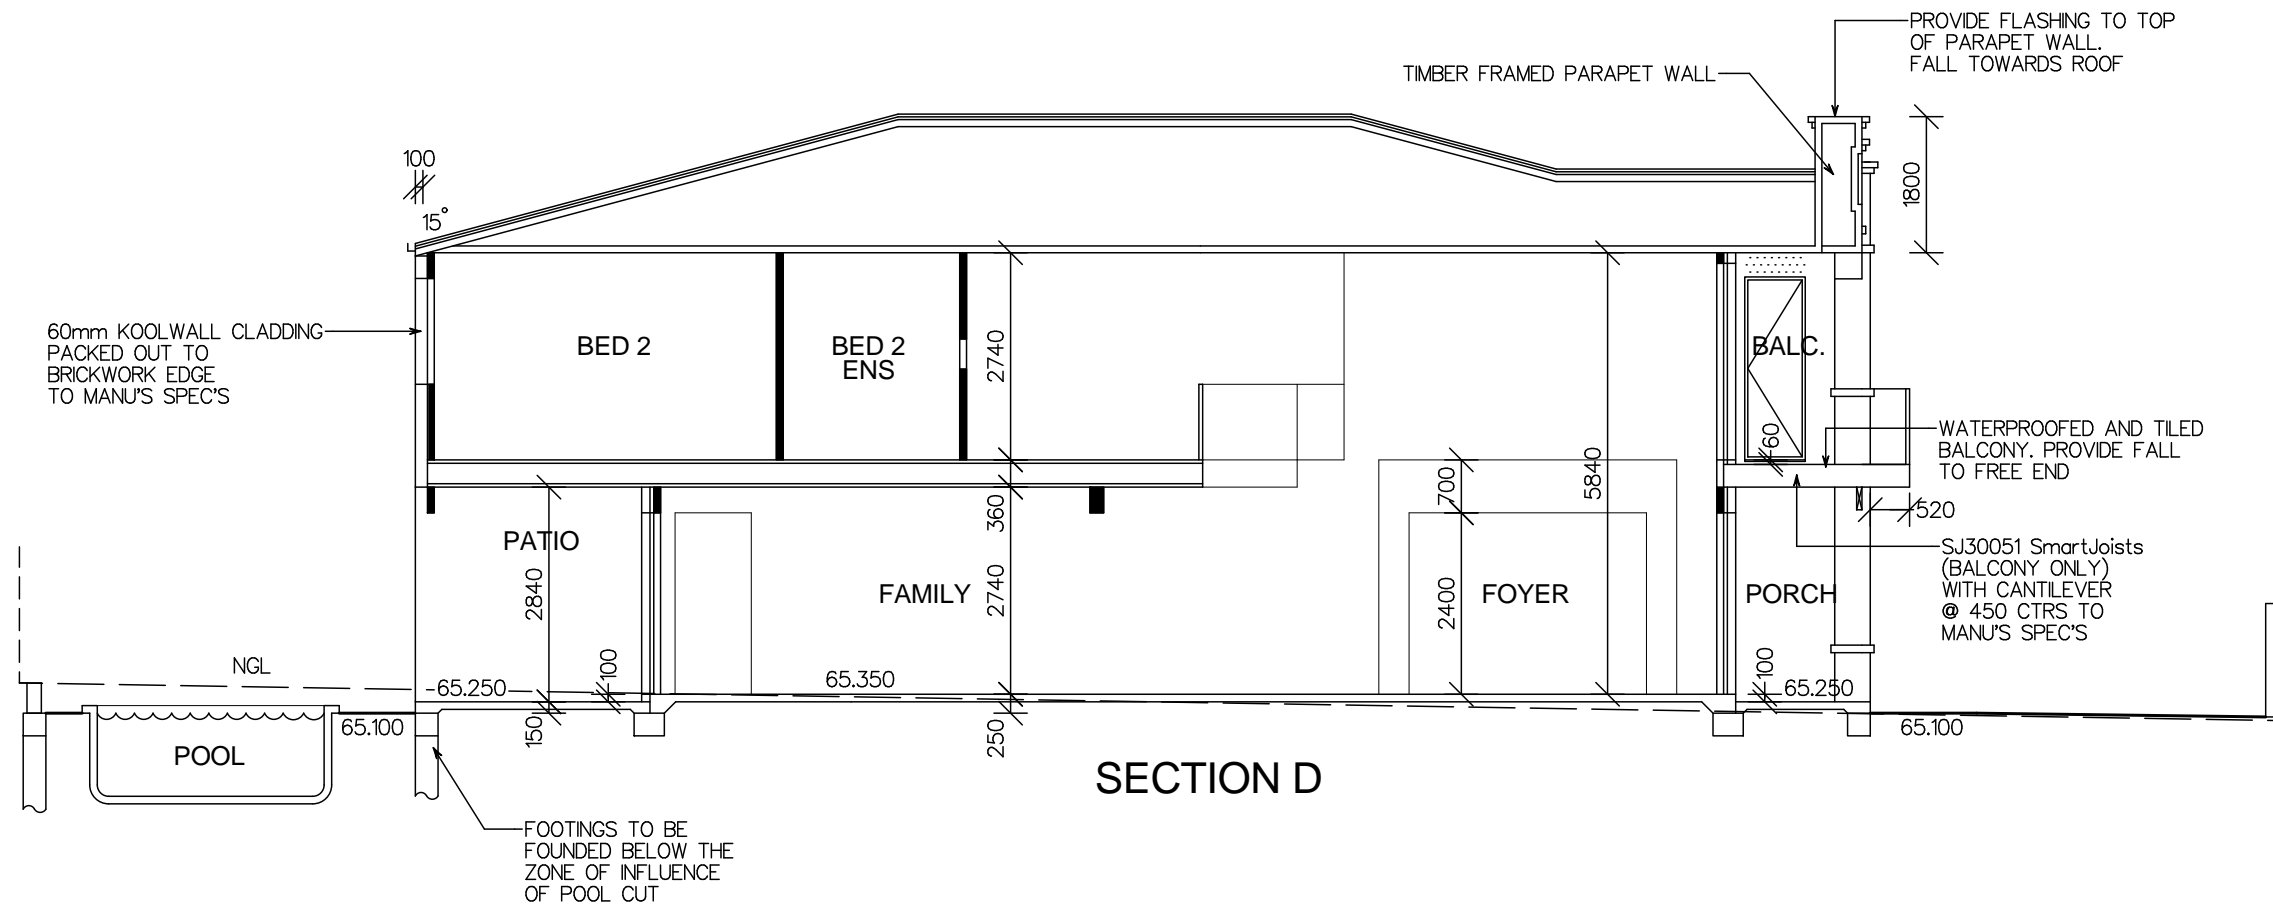 PROVIDE FLASHING TO TOP
OF PARAPET WALL.
FALL TOWARDS ROOF
TIMBER FRAMED PARAPET WALL
100
15°
1800
60mm KOOLWALL CLADDING
PACKED OUT TO
BRICKWORK EDGE
TO MANU'S SPEC'S
BED 2
BED 2
ENS
2740
BALC.
60
WATERPROOFED AND TILED
BALCONY. PROVIDE FALL
TO FREE END
5840
700
360
520
PATIO
2840
FAMILY
2740
2400
FOYER
PORCH
SJ30051 SmartJoists
(BALCONY ONLY)
WITH CANTILEVER
@ 450 CTRS TO
MANU'S SPEC'S
NGL
65.250
100
65.350
100
65.250
65.100
150
250
65.100
POOL
SECTION D
FOOTINGS TO BE
FOUNDED BELOW THE
ZONE OF INFLUENCE
OF POOL CUT